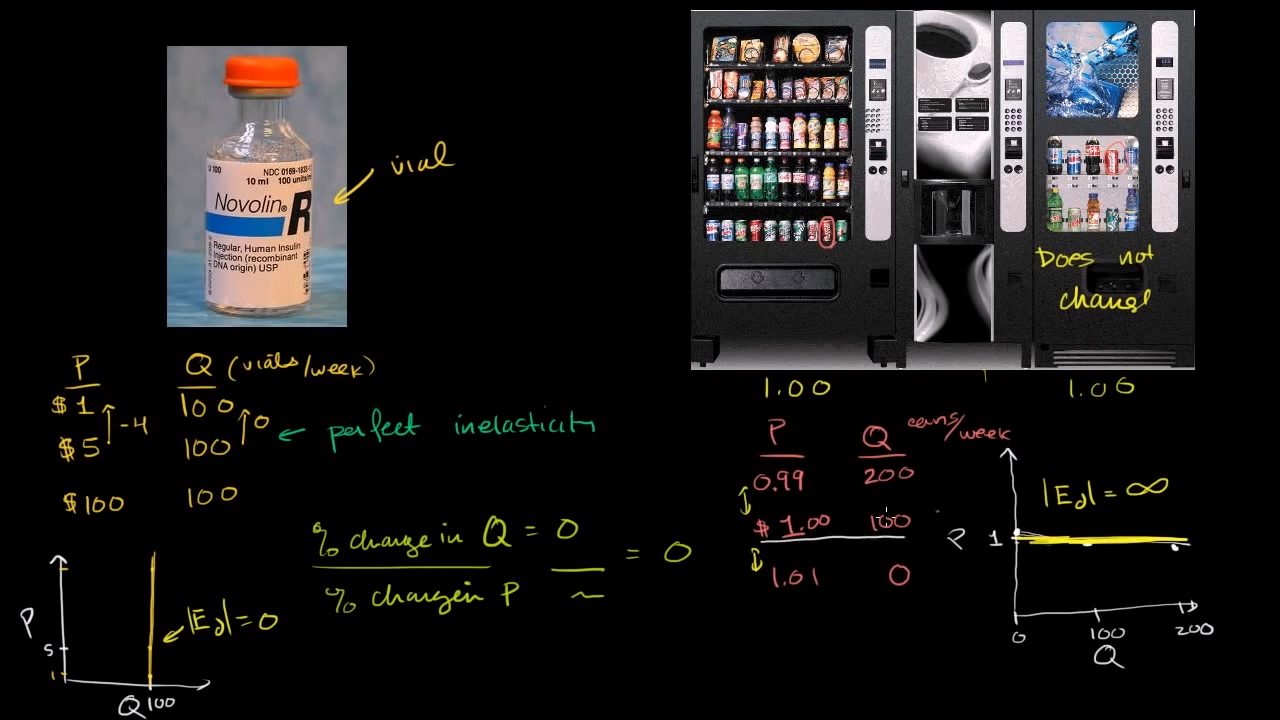 U 100 NDC 0169-1833-1
10 ml 100 units/m
Novolin® R
Regular, Human Insulin
Injection (recombinant
DNA origin) USP
vial
Does not
change
1.00
1.00
P Q (vials/week)
$1 100
-4 0
$5 100
$100 100
perfect inelasticity
% change in Q = 0
% change in P ~
= 0
P
5
1
Q 100
|Ed| = 0
P Q cans/week
0.99 200
$1.00 100
1.01 0
|Ed| = ∞
P 1
0 100 200
Q